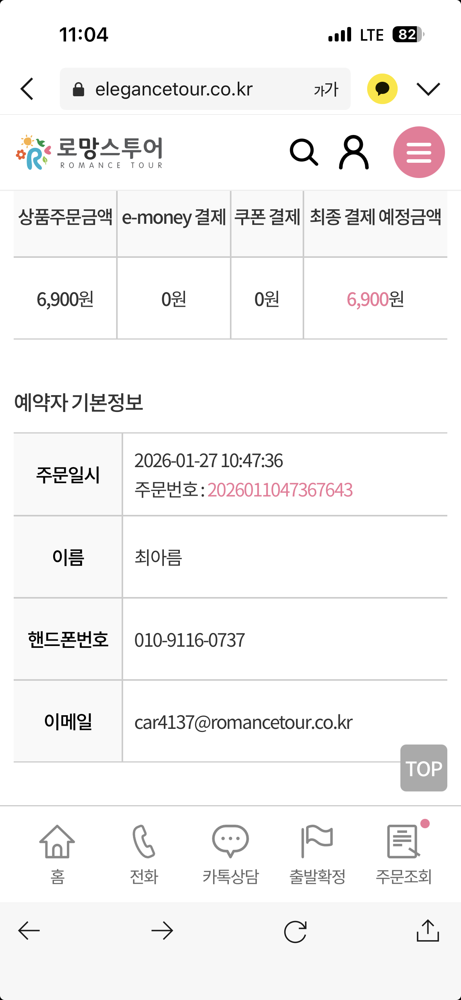 11:04
LTE 82
elegancetour.co.kr 가가
로망스투어
ROMANCE TOUR
상품주문금액 e-money 결제 쿠폰 결제 최종 결제 예정금액
6,900원 0원 0원 6,900원
예약자 기본정보
주문일시 2026-01-27 10:47:36
주문번호 : 2026011047367643
이름 최아름
핸드폰번호 010-9116-0737
이메일 car4137@romancetour.co.kr
TOP
홈 전화 카톡상담 출발확정 주문조회